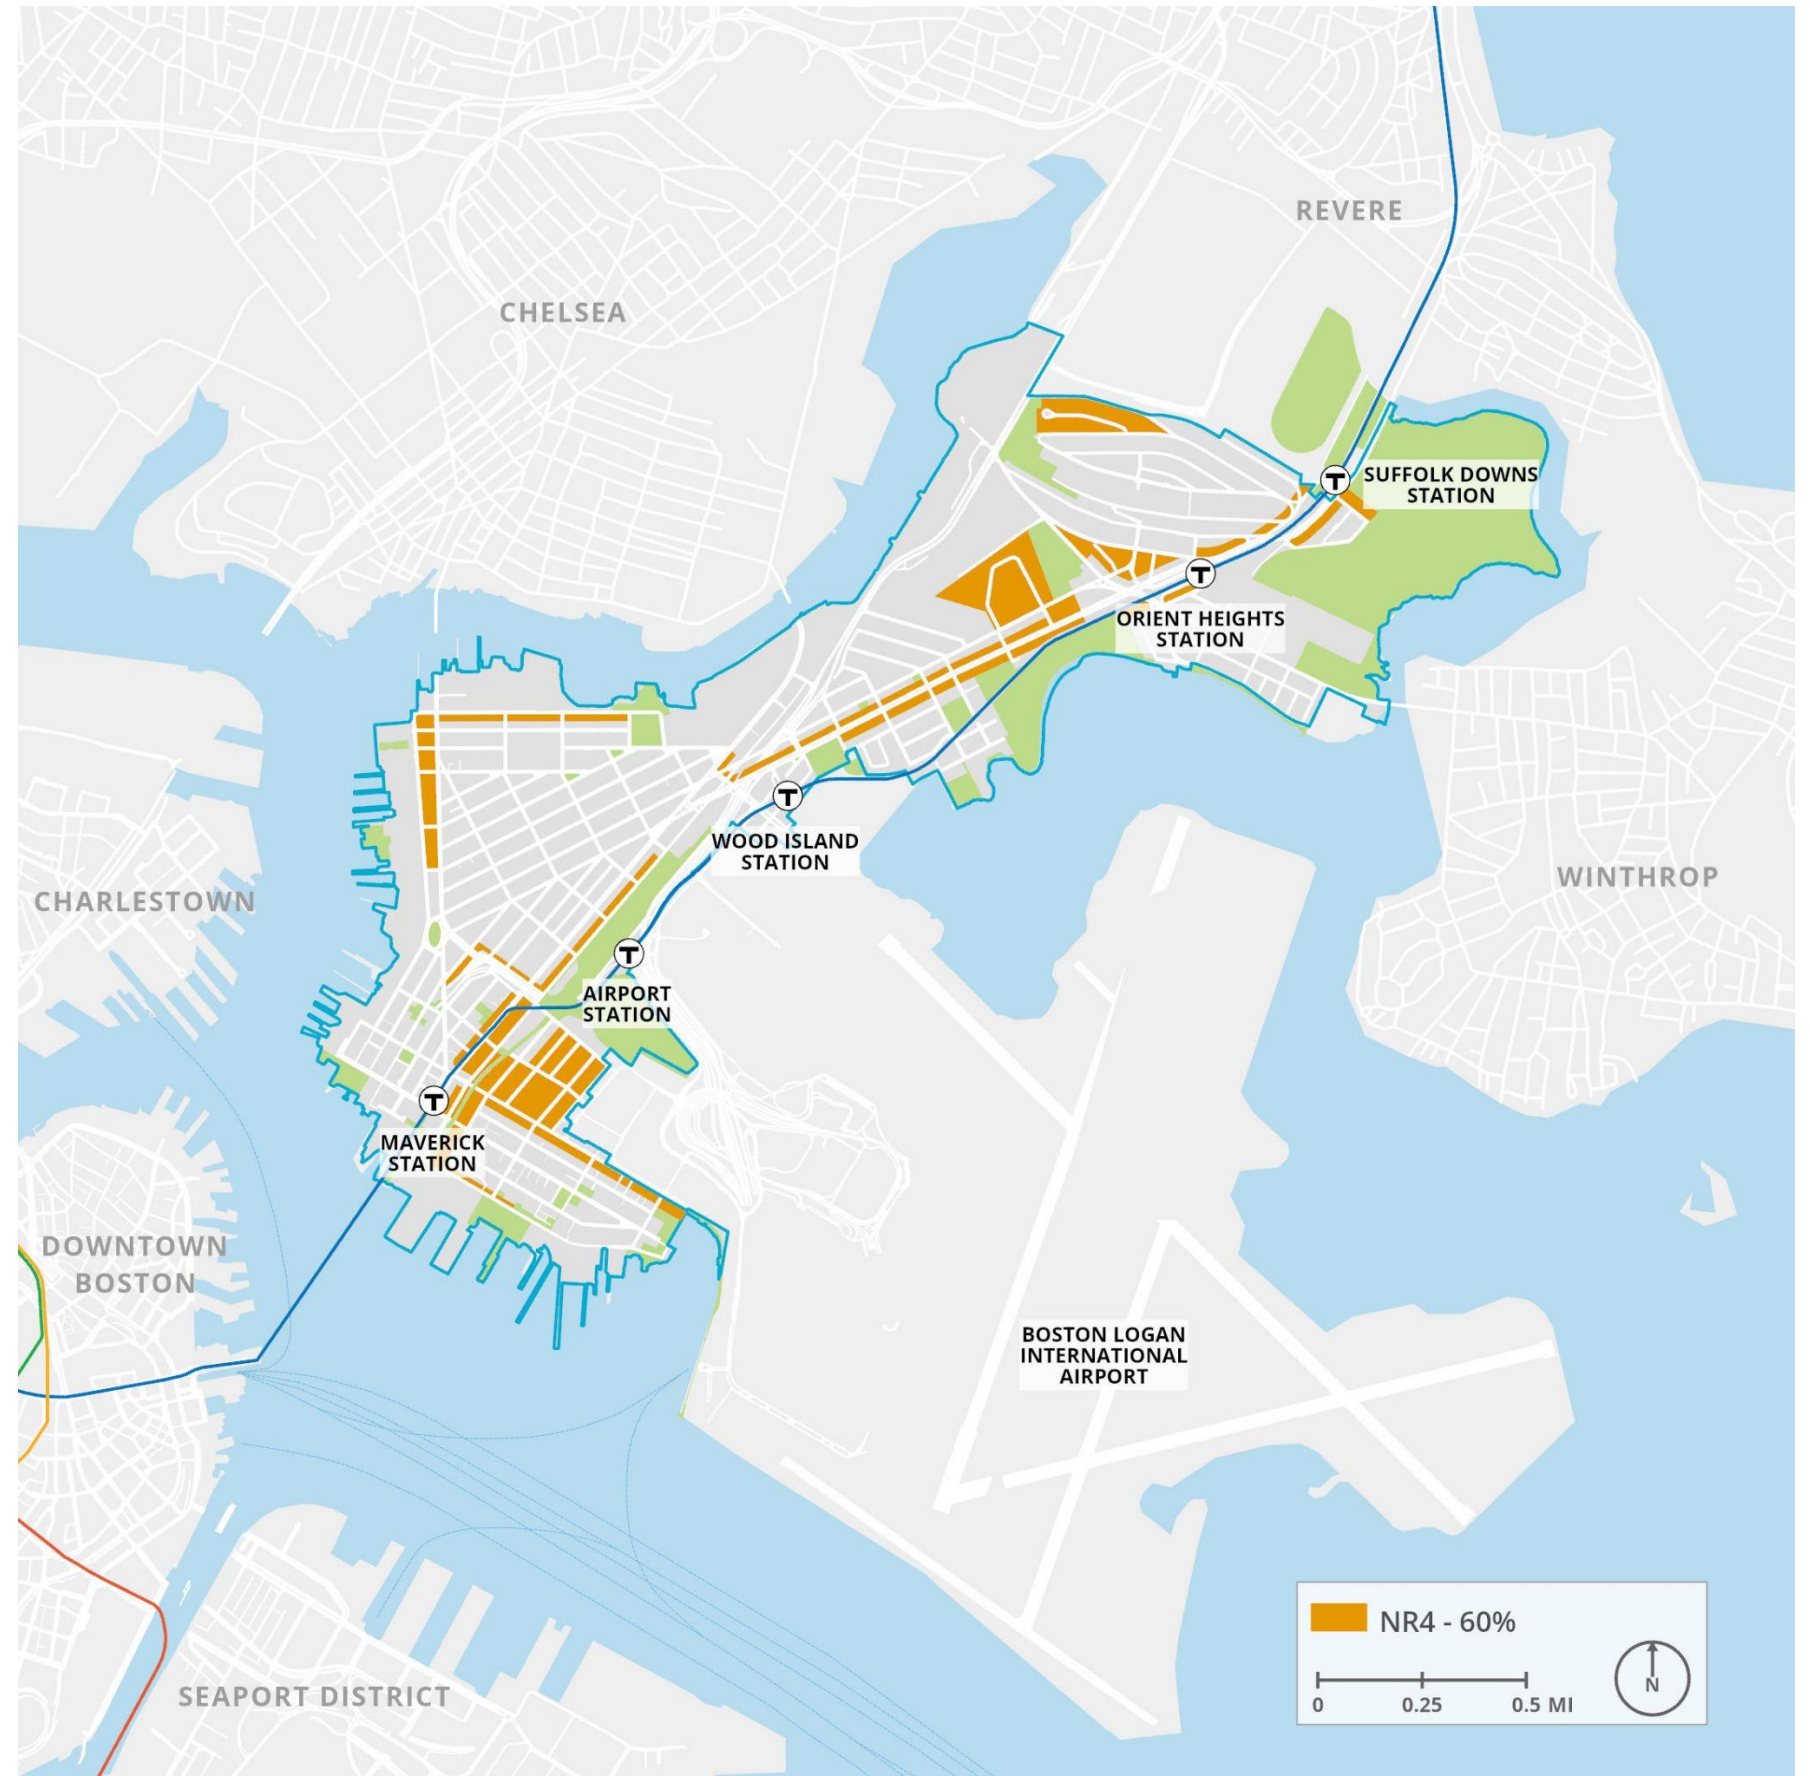 REVERE
CHELSEA
T
SUFFOLK DOWNS
STATION
T
ORIENT HEIGHTS
STATION
T
WOOD ISLAND
STATION
WINTHROP
CHARLESTOWN
T
AIRPORT
STATION
T
MAVERICK
STATION
DOWNTOWN
BOSTON
BOSTON LOGAN
INTERNATIONAL
AIRPORT
SEAPORT DISTRICT
NR4 - 60%
0 0.25 0.5 MI
N